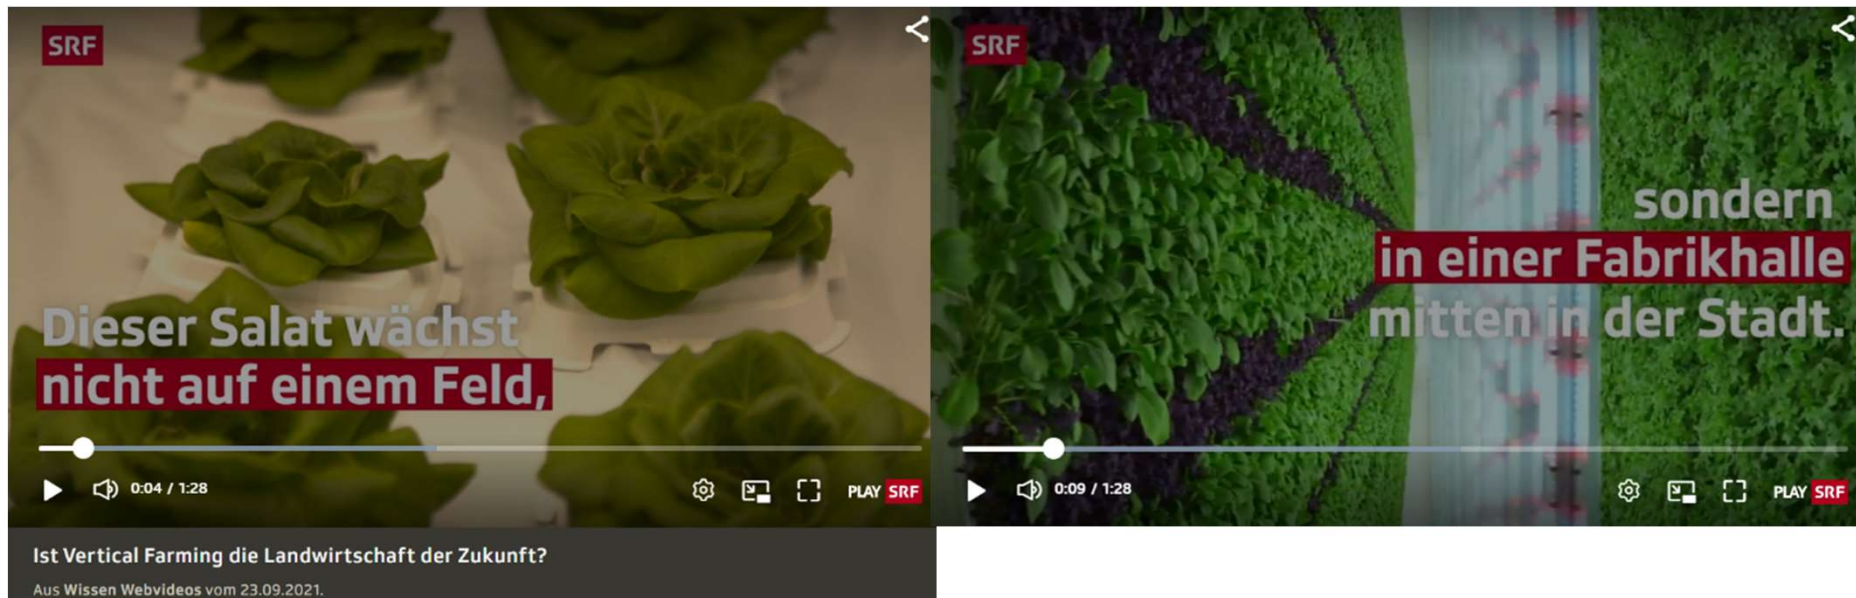 SRF
Dieser Salat wächst
nicht auf einem Feld,
0:04 / 1:28
PLAY SRF
Ist Vertical Farming die Landwirtschaft der Zukunft?
Aus Wissen Webvideos vom 23.09.2021.
SRF
sondern
in einer Fabrikhalle
mitten in der Stadt.
0:09 / 1:28
PLAY SRF